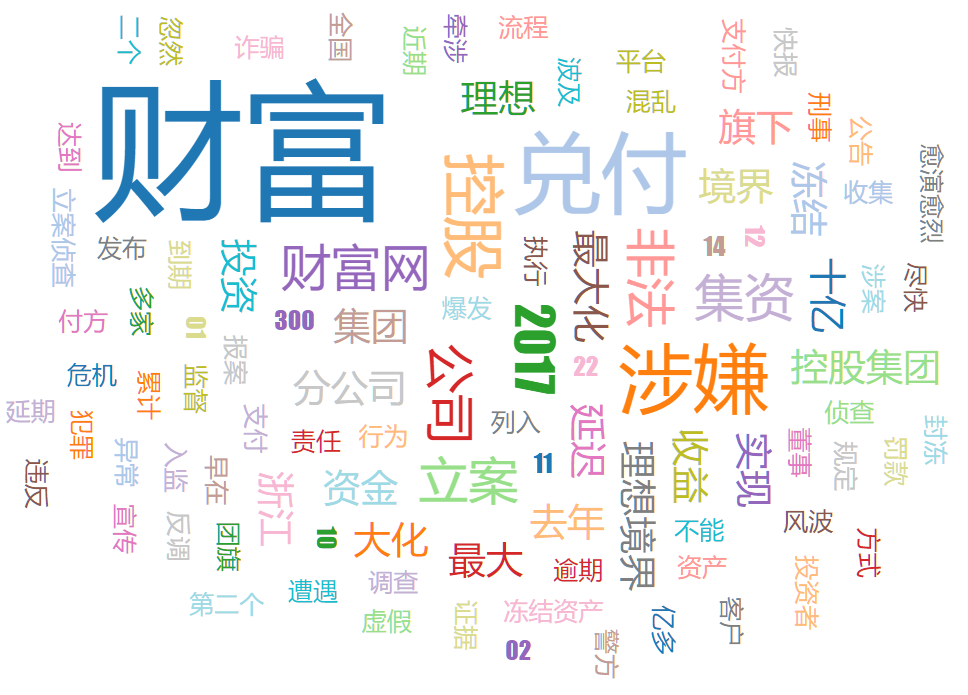 二个
忽然
诈骗
全国
近期
牵涉
流程
波及
平台
混乱
支付方
快报
财富
理想
旗下
刑事
公告
愈演愈烈
达到
立案侦查
控股
兑付
境界
冻结
收集
发布
到期
投资
财富网
执行
最大化
非法
14
12
集资
十亿
涉案
尽快
多家
付方
01
300
集团
爆发
2017
报案
危机
累计
监督
分公司
公司
22
涉嫌
控股集团
延期
犯罪
支付
责任
行为
列入
延迟
侦查
封冻
违反
异常
入监
早在
浙江
资金
立案
11
理想境界
收益
实现
董事
规定
罚款
宣传
反调
团旗
10
大化
最大
去年
不能
风波
方式
逾期
资产
投资者
第二个
遭遇
调查
虚假
证据
冻结资产
02
警方
亿多
客户